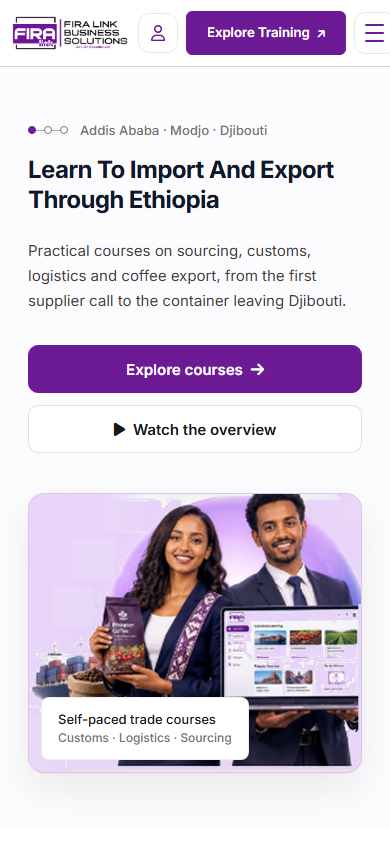 FIRA
link
FIRA LINK
BUSINESS
SOLUTIONS
Explore Training
Addis Ababa · Modjo · Djibouti
Learn To Import And Export
Through Ethiopia
Practical courses on sourcing, customs,
logistics and coffee export, from the first
supplier call to the container leaving Djibouti.
Explore courses
Watch the overview
Ethiopian
Coffee
FIRA
Self-paced trade courses
Customs · Logistics · Sourcing